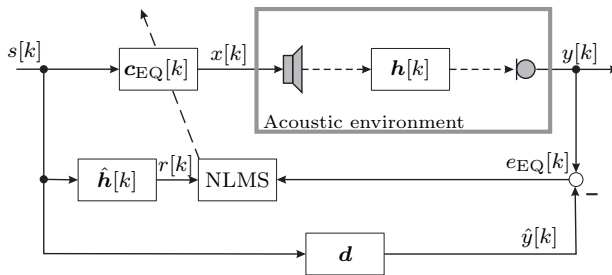 s[k]
c_EQ[k]
x[k]
h[k]
y[k]
Acoustic environment
ĥ[k]
r[k]
NLMS
e_EQ[k]
−
d
ŷ[k]